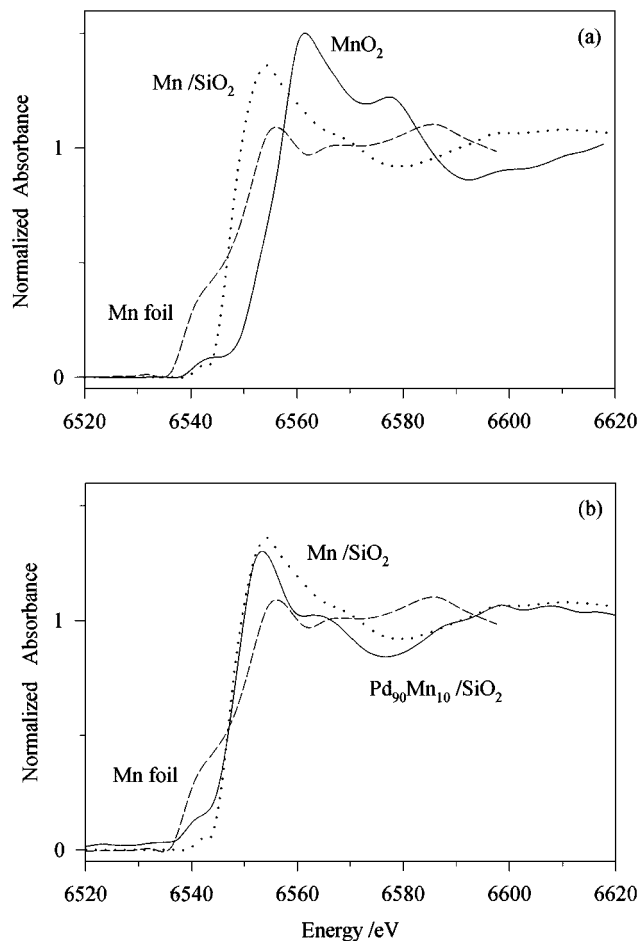 (a)
MnO₂
Mn /SiO₂
Normalized Absorbance
1
Mn foil
0
6520 6540 6560 6580 6600 6620
(b)
Mn /SiO₂
Normalized Absorbance
1
Pd₉₀Mn₁₀ /SiO₂
Mn foil
0
6520 6540 6560 6580 6600 6620
Energy /eV